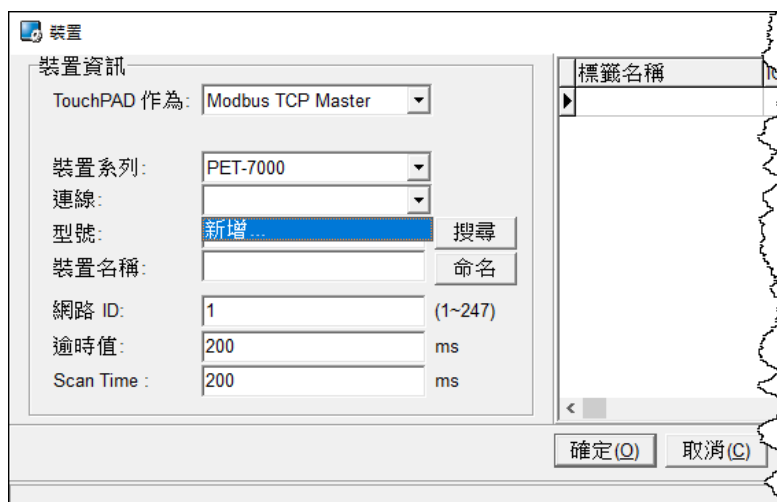 裝置
裝置資訊
TouchPAD 作為: Modbus TCP Master
裝置系列: PET-7000
連線:
新增...
型號: 搜尋
裝置名稱: 命名
網路 ID: 1 (1~247)
逾時值: 200 ms
Scan Time : 200 ms
標籤名稱
確定(O) 取消(C)